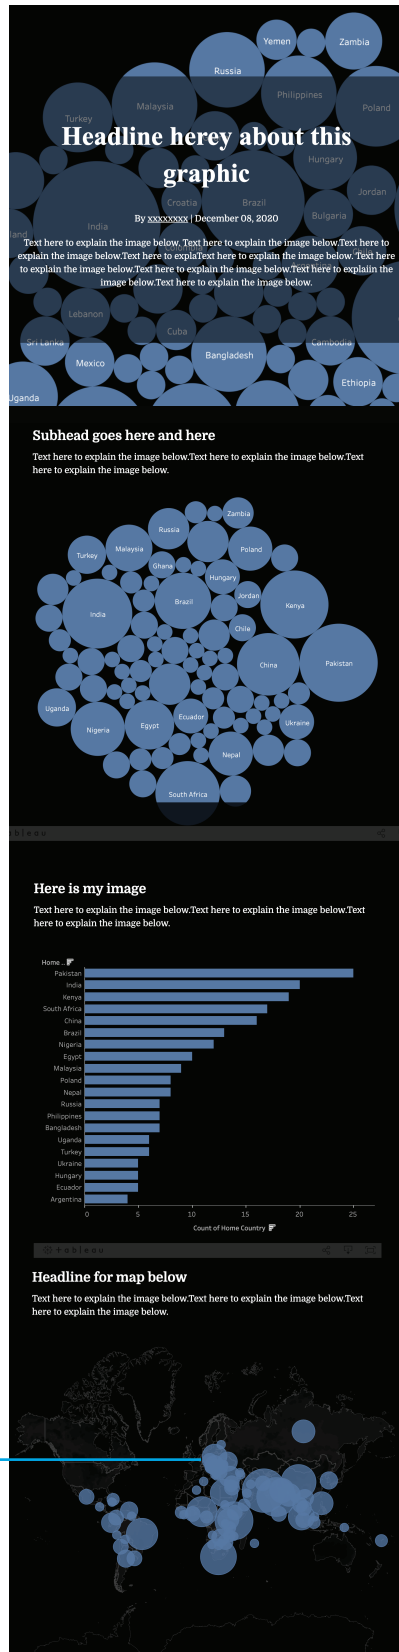 Yemen
Zambia
Russia
Philippines
Malaysia
Poland
Turkey
Headline herey about this
graphic
Hungary
Jordan
Croatia
Brazil
Bulgaria
India
By xxxxxxxx | December 08, 2020
Text here to explain the image below. Text here to explain the image below.Text here to
explain the image below.Text here to explaText here to explain the image below.Text here
to explain the image below.Text here to explain the image below.Text here to explaiin the
image below.Text here to explain the image below.
Colombia
Chile
Lebanon
Cuba
Sri Lanka
Cambodia
Bangladesh
Mexico
Ethiopia
Uganda
Subhead goes here and here
Text here to explain the image below.Text here to explain the image below.Text
here to explain the image below.
Zambia
Russia
Malaysia
Poland
Turkey
Ghana
Hungary
Jordan
Brazil
Kenya
India
Chile
China
Pakistan
Uganda
Ecuador
Ukraine
Egypt
Nigeria
Nepal
South Africa
Here is my image
Text here to explain the image below.Text here to explain the image below.Text
here to explain the image below.
Home ..
Pakistan
India
Kenya
South Africa
China
Brazil
Nigeria
Egypt
Malaysia
Poland
Nepal
Russia
Philippines
Bangladesh
Uganda
Turkey
Ukraine
Hungary
Ecuador
Argentina
0 5 10 15 20 25
Count of Home Country
+ableau
Headline for map below
Text here to explain the image below.Text here to explain the image below.Text
here to explain the image below.